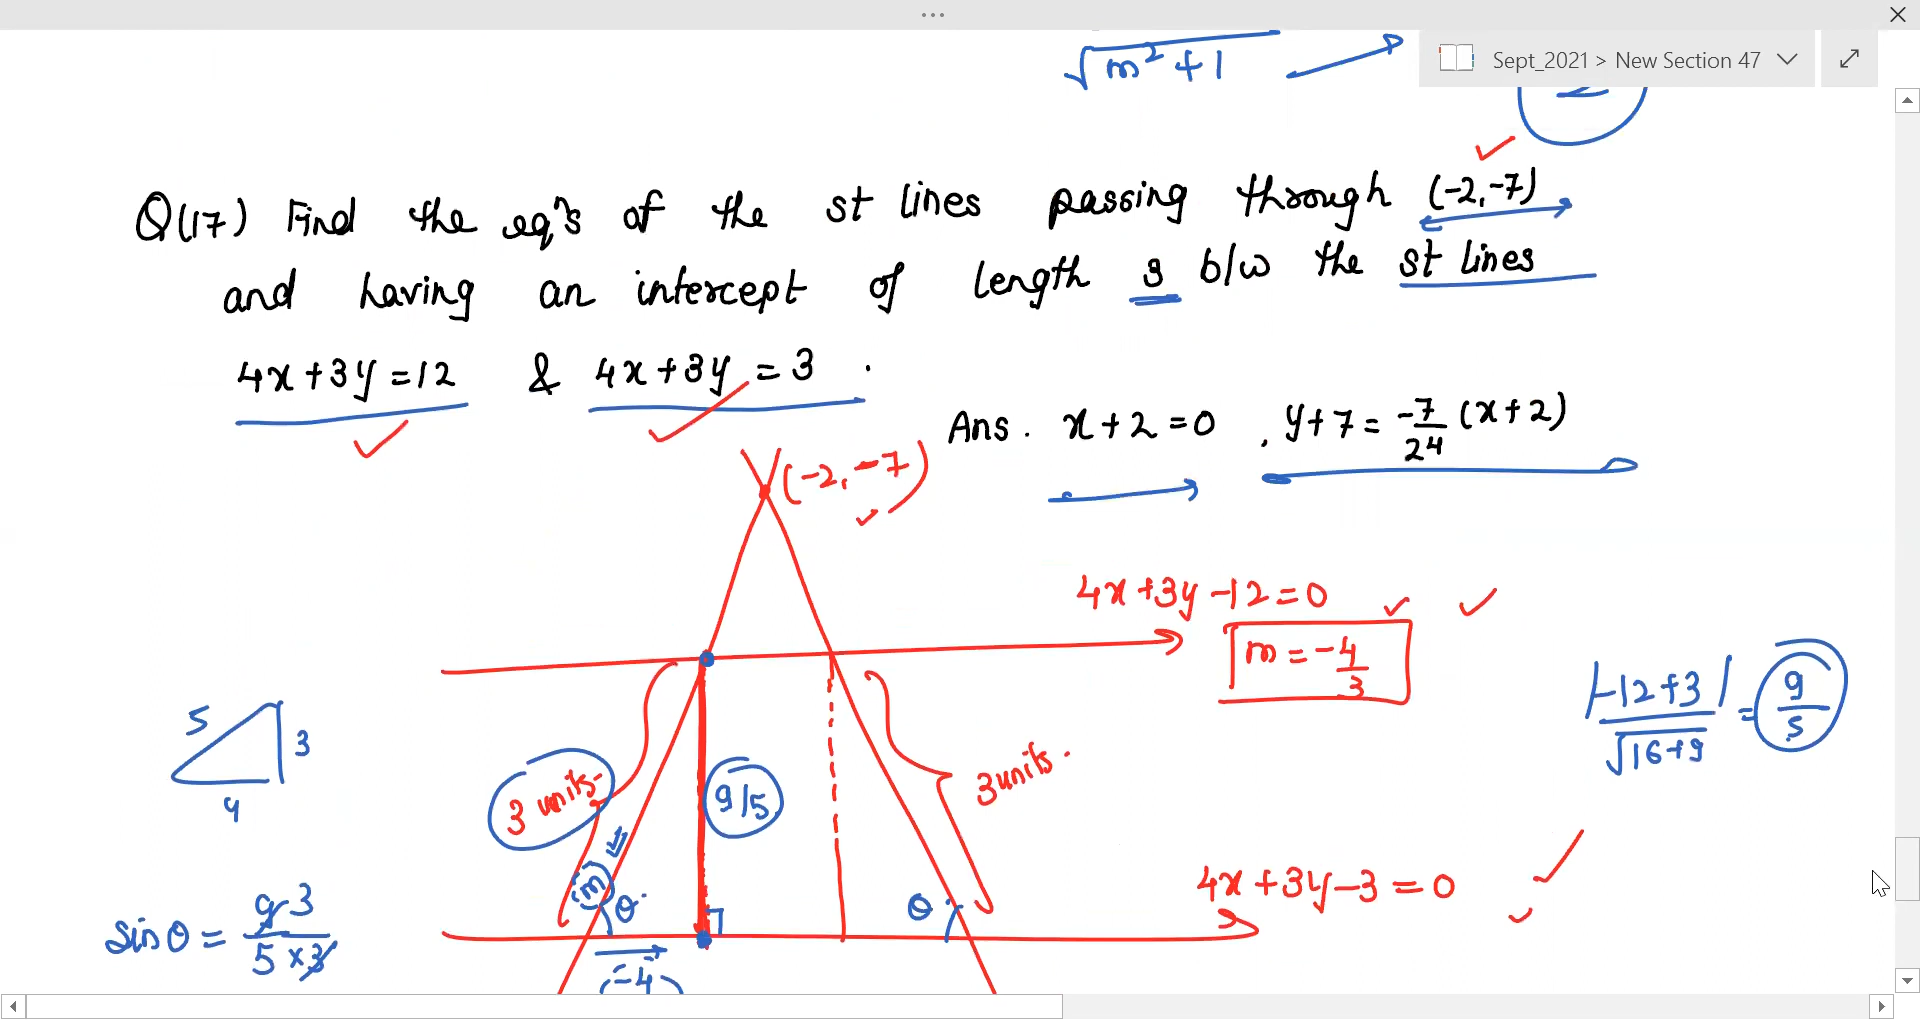 √m² + 1
Sept_2021 > New Section 47
Q(17) Find the eqⁿs of the st lines passing through (-2,-7)
and having an intercept of length 3 b/w the st lines
4x+3y=12 & 4x+3y=3.
Ans. x+2=0, y+7=-7/24(x+2)
(-2,-7)
4x+3y-12=0
m=-4/3
|-12+3|/√16+9=9/5
5
3
4
3 units
9/5
3 units.
m
θ
θ
4x+3y-3=0
sinθ = 9 3/5×3
(-4